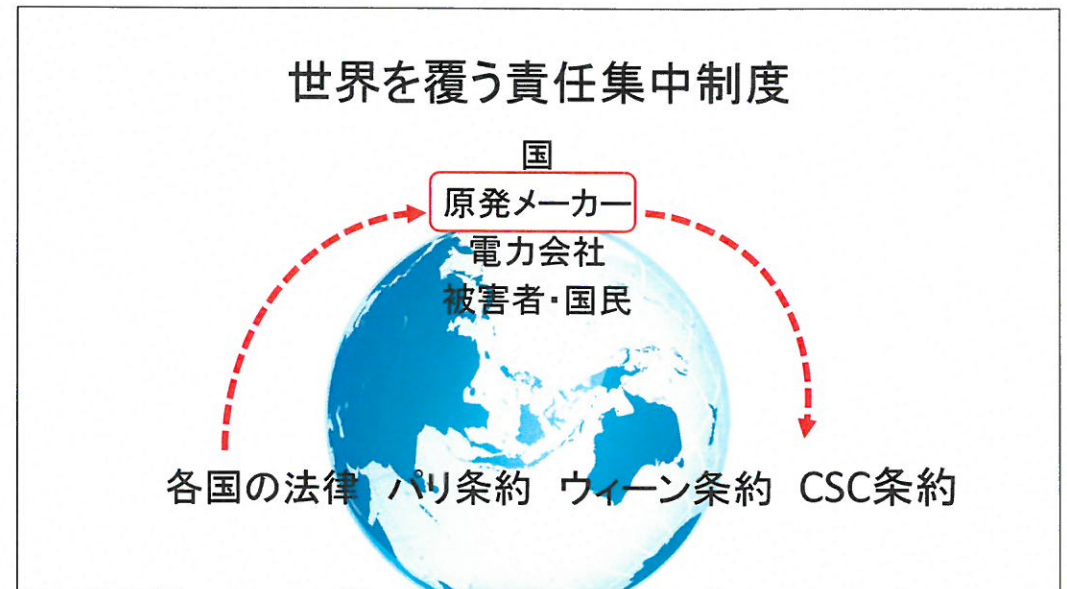 世界を覆う責任集中制度
国
原発メーカー
電力会社
被害者・国民
各国の法律 パリ条約 ウィーン条約 CSC条約